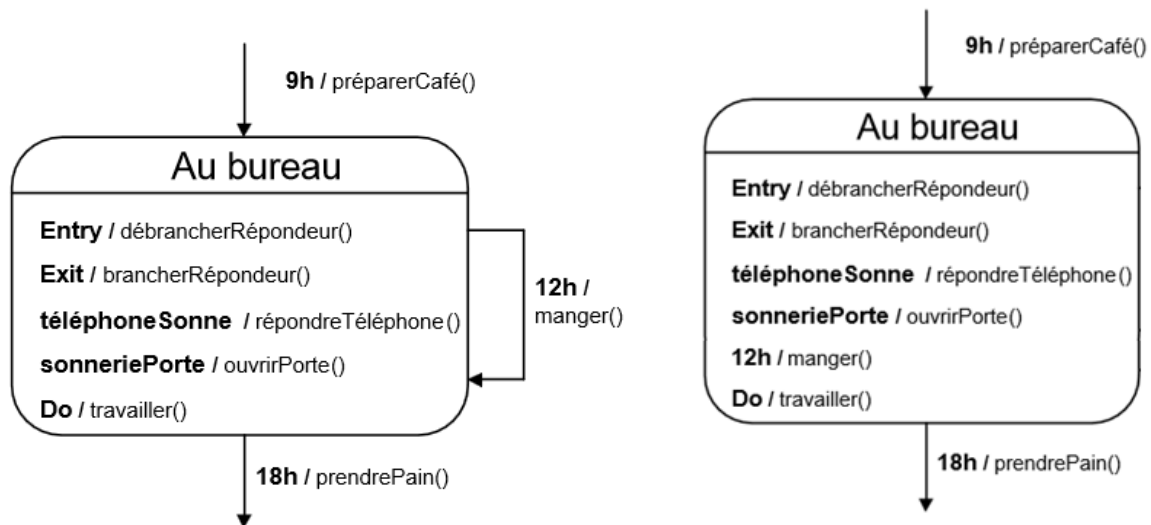 9h / préparerCafé()
Au bureau
Entry / débrancherRépondeur()
Exit / brancherRépondeur()
téléphoneSonne / répondreTéléphone()
sonneriePorte / ouvrirPorte()
Do / travailler()
12h /
manger()
18h / prendrePain()
9h / préparerCafé()
Au bureau
Entry / débrancherRépondeur()
Exit / brancherRépondeur()
téléphoneSonne / répondreTéléphone()
sonneriePorte / ouvrirPorte()
12h / manger()
Do / travailler()
18h / prendrePain()